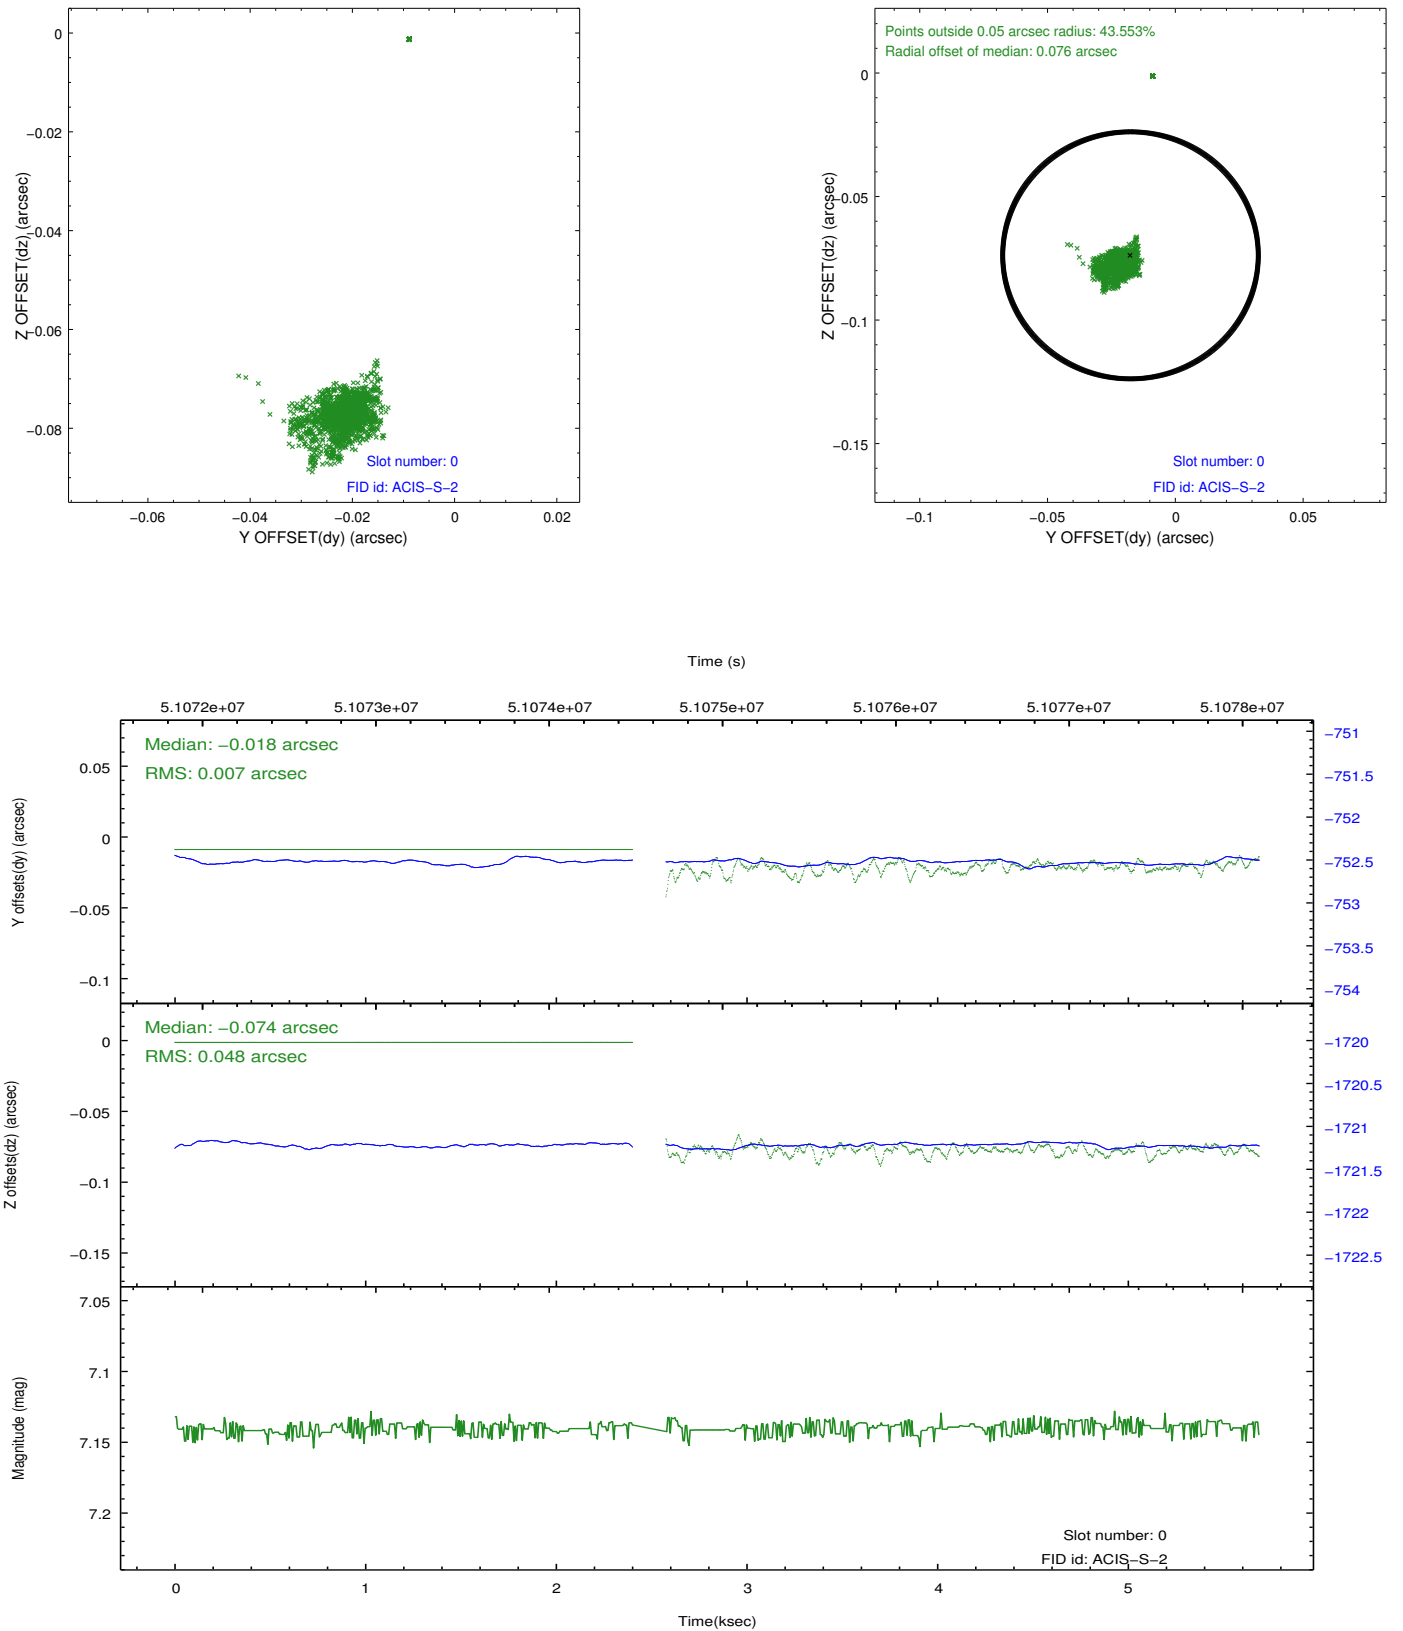 0
−0.02
−0.04
−0.06
−0.08
Z OFFSET(dz) (arcsec)
Slot number: 0
FID id: ACIS−S−2
−0.06
−0.04
−0.02
0
0.02
Y OFFSET(dy) (arcsec)
Points outside 0.05 arcsec radius: 43.553%
Radial offset of median: 0.076 arcsec
0
−0.05
−0.1
−0.15
Z OFFSET(dz) (arcsec)
Slot number: 0
FID id: ACIS−S−2
−0.1
−0.05
0
0.05
Y OFFSET(dy) (arcsec)
Time (s)
5.1072e+07
5.1073e+07
5.1074e+07
5.1075e+07
5.1076e+07
5.1077e+07
5.1078e+07
Median: −0.018 arcsec
RMS: 0.007 arcsec
0.05
0
−0.05
−0.1
Y offsets(dy) (arcsec)
−751
−751.5
−752
−752.5
−753
−753.5
−754
Median: −0.074 arcsec
RMS: 0.048 arcsec
0
−0.05
−0.1
−0.15
Z offsets(dz) (arcsec)
−1720
−1720.5
−1721
−1721.5
−1722
−1722.5
7.05
7.1
7.15
7.2
Magnitude (mag)
Slot number: 0
FID id: ACIS−S−2
0
1
2
3
4
5
Time(ksec)